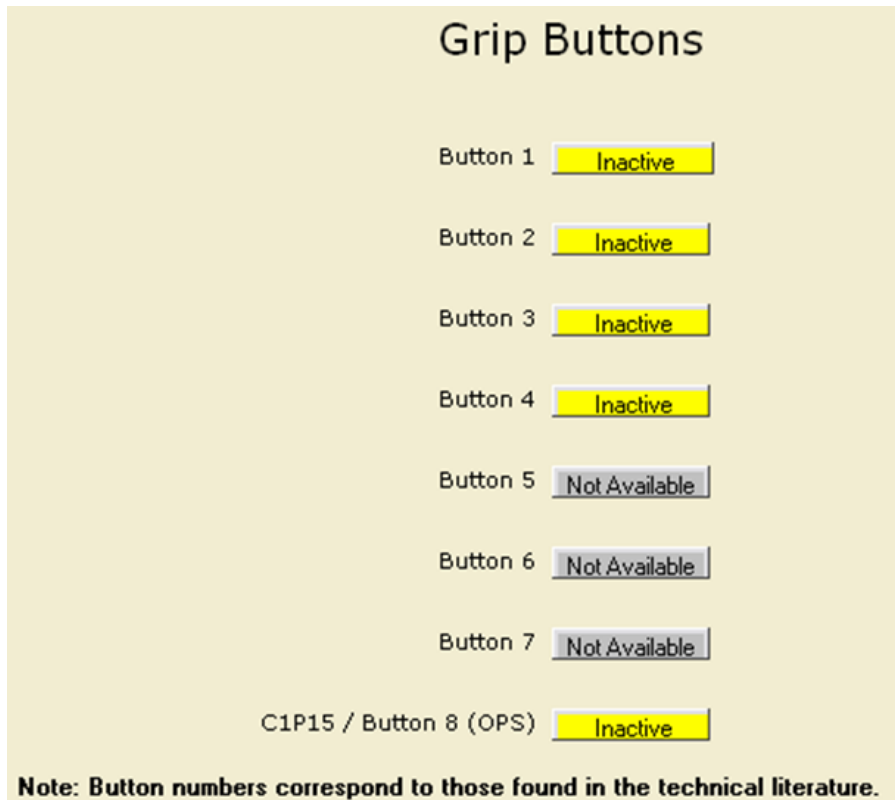 Grip Buttons
Button 1 Inactive
Button 2 Inactive
Button 3 Inactive
Button 4 Inactive
Button 5 Not Available
Button 6 Not Available
Button 7 Not Available
C1P15 / Button 8 (OPS) Inactive
Note: Button numbers correspond to those found in the technical literature.